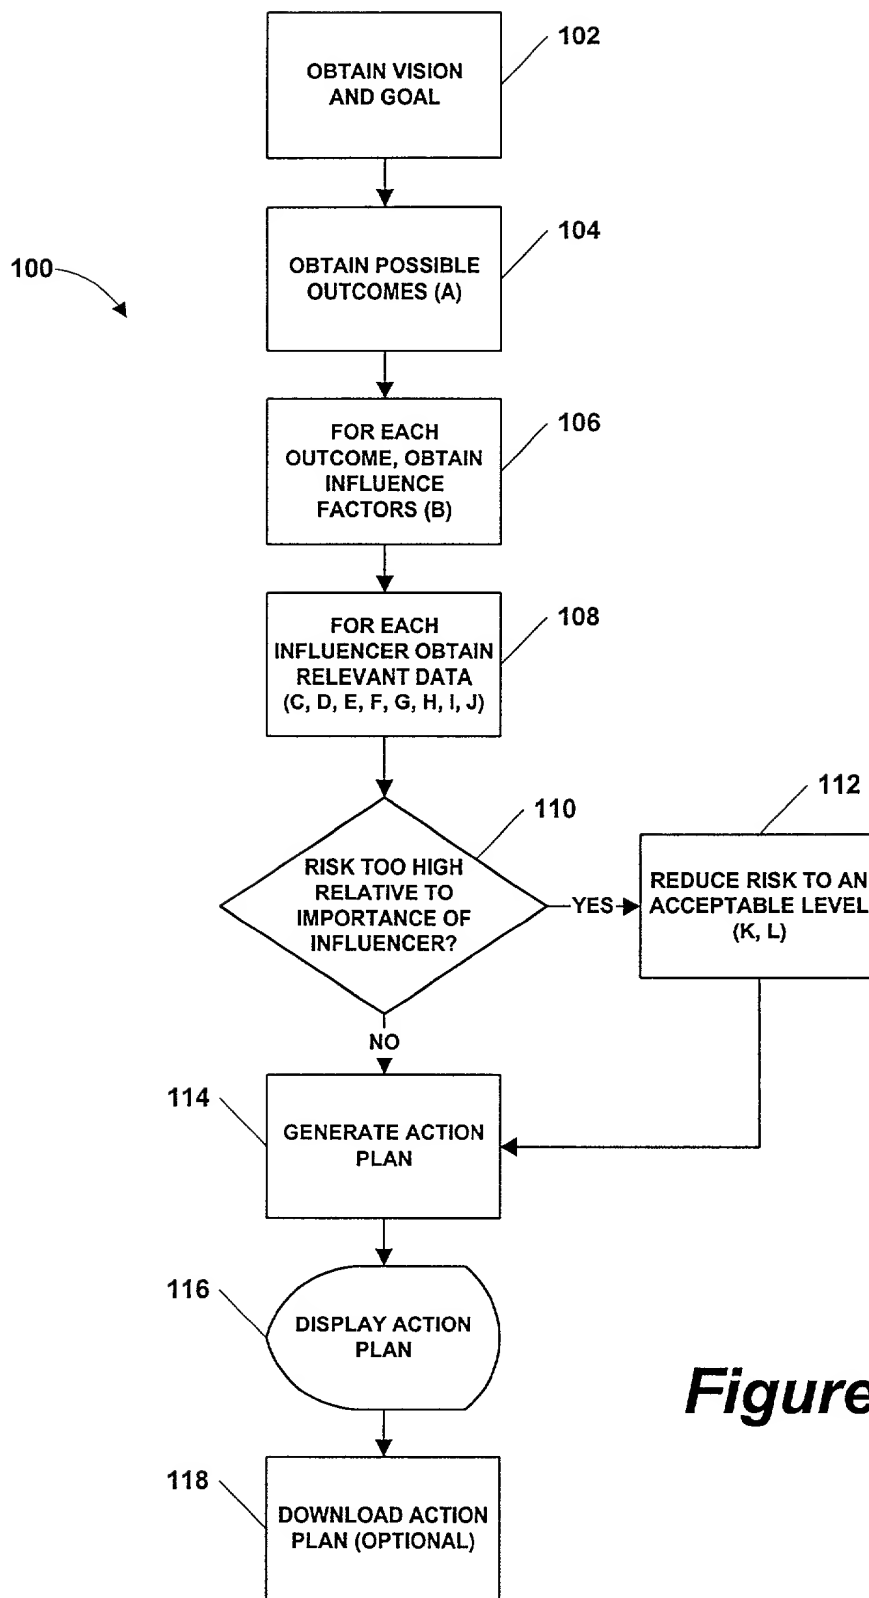 102
OBTAIN VISION
AND GOAL
104
100
OBTAIN POSSIBLE
OUTCOMES (A)
106
FOR EACH
OUTCOME, OBTAIN
INFLUENCE
FACTORS (B)
108
FOR EACH
INFLUENCER OBTAIN
RELEVANT DATA
(C, D, E, F, G, H, I, J)
110
RISK TOO HIGH
RELATIVE TO
IMPORTANCE OF
INFLUENCER?
YES
112
REDUCE RISK TO AN
ACCEPTABLE LEVEL
(K, L)
NO
114
GENERATE ACTION
PLAN
116
DISPLAY ACTION
PLAN
Figure
118
DOWNLOAD ACTION
PLAN (OPTIONAL)